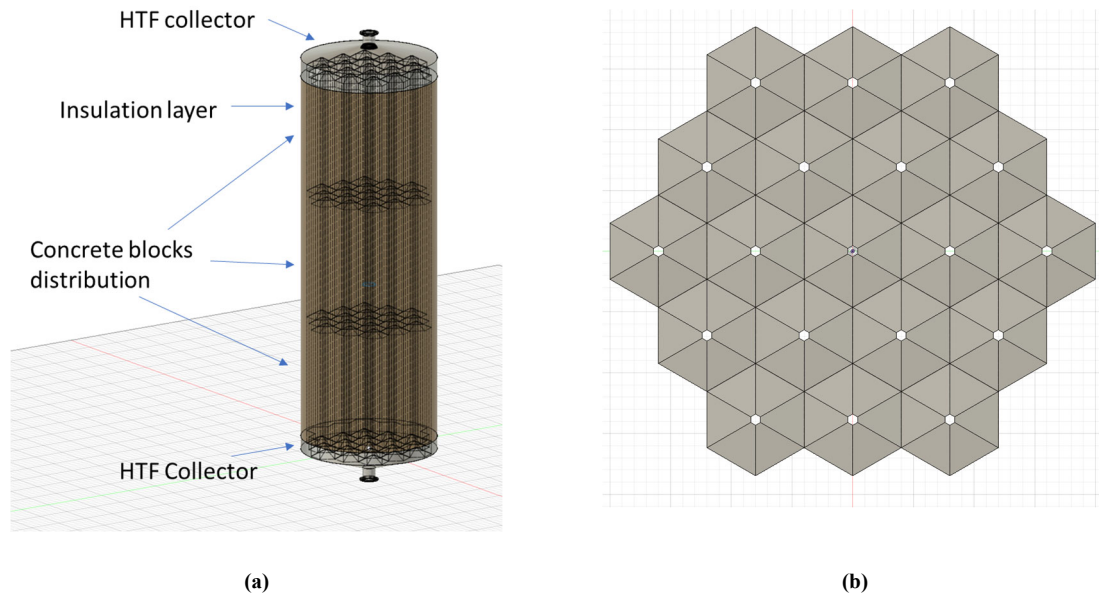 HTF collector
Insulation layer
Concrete blocks
distribution
HTF Collector
(a)
(b)